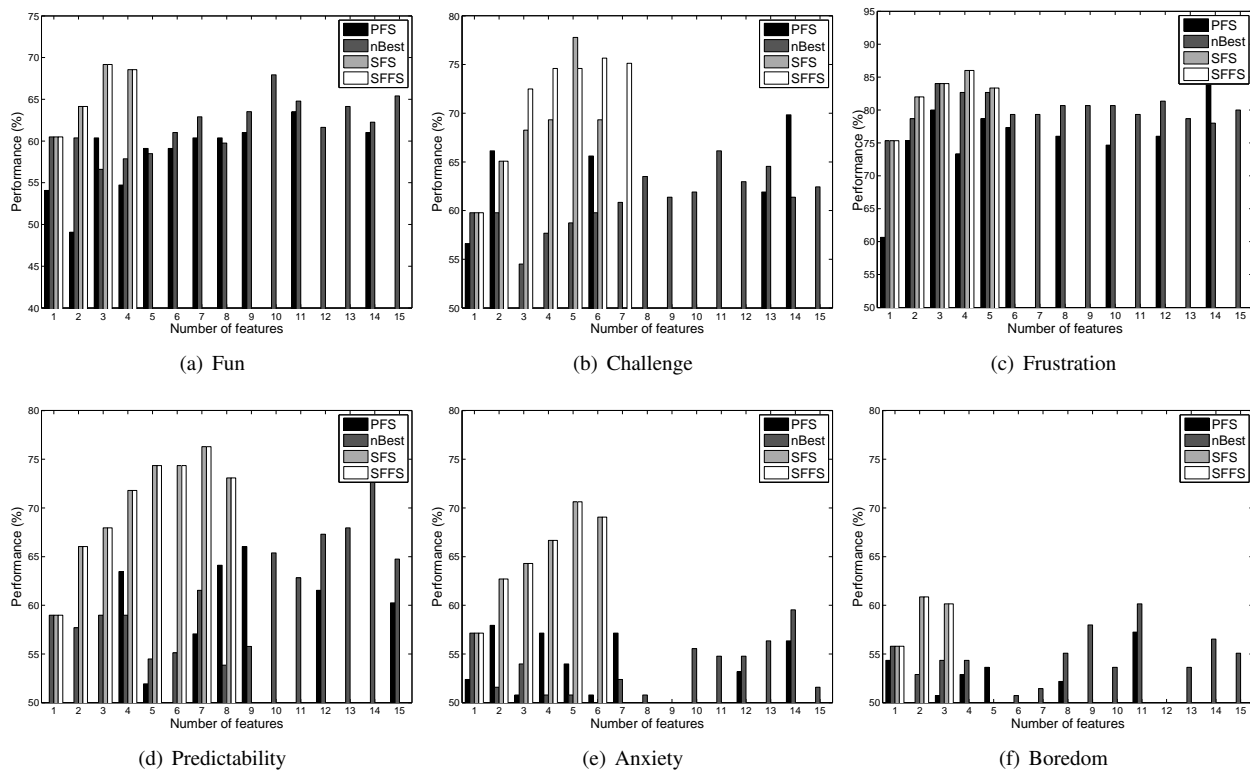 80
75
70
65
60
55
50
45
40
Performance (%)
1 2 3 4 5 6 7 8 9 10 11 12 13 14 15
Number of features
PFS
nBest
SFS
SFFS
(a) Fun
80
75
70
65
60
55
50
Performance (%)
1 2 3 4 5 6 7 8 9 10 11 12 13 14 15
Number of features
PFS
nBest
SFS
SFFS
(b) Challenge
95
90
85
80
75
70
65
60
55
50
Performance (%)
1 2 3 4 5 6 7 8 9 10 11 12 13 14 15
Number of features
PFS
nBest
SFS
SFFS
(c) Frustration
80
75
70
65
60
55
50
Performance (%)
1 2 3 4 5 6 7 8 9 10 11 12 13 14 15
Number of features
PFS
nBest
SFS
SFFS
(d) Predictability
80
75
70
65
60
55
50
Performance (%)
1 2 3 4 5 6 7 8 9 10 11 12 13 14 15
Number of features
PFS
nBest
SFS
SFFS
(e) Anxiety
80
75
70
65
60
55
50
Performance (%)
1 2 3 4 5 6 7 8 9 10 11 12 13 14 15
Number of features
PFS
nBest
SFS
SFFS
(f) Boredom